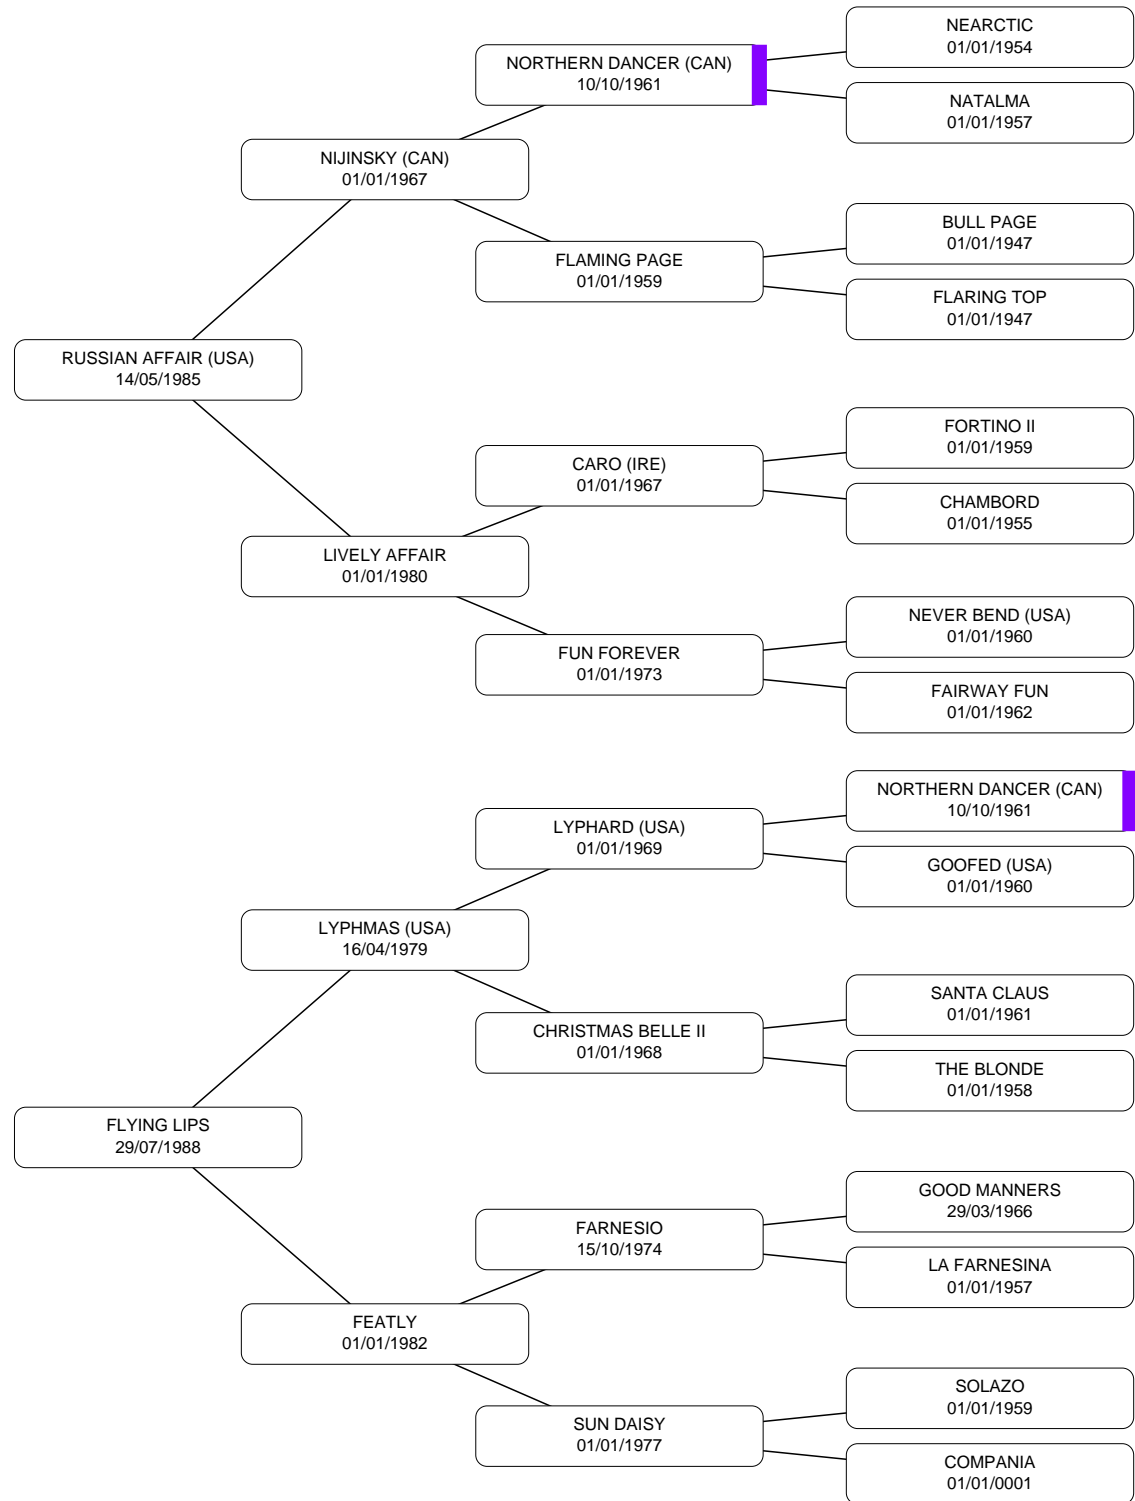 NEARCTIC
01/01/1954
NORTHERN DANCER (CAN)
10/10/1961
NATALMA
01/01/1957
NIJINSKY (CAN)
01/01/1967
BULL PAGE
01/01/1947
FLAMING PAGE
01/01/1959
FLARING TOP
01/01/1947
RUSSIAN AFFAIR (USA)
14/05/1985
FORTINO II
01/01/1959
CARO (IRE)
01/01/1967
CHAMBORD
01/01/1955
LIVELY AFFAIR
01/01/1980
NEVER BEND (USA)
01/01/1960
FUN FOREVER
01/01/1973
FAIRWAY FUN
01/01/1962
NORTHERN DANCER (CAN)
10/10/1961
LYPHARD (USA)
01/01/1969
GOOFED (USA)
01/01/1960
LYPHMAS (USA)
16/04/1979
SANTA CLAUS
01/01/1961
CHRISTMAS BELLE II
01/01/1968
THE BLONDE
01/01/1958
FLYING LIPS
29/07/1988
GOOD MANNERS
29/03/1966
FARNESIO
15/10/1974
LA FARNESINA
01/01/1957
FEATLY
01/01/1982
SOLAZO
01/01/1959
SUN DAISY
01/01/1977
COMPANIA
01/01/0001